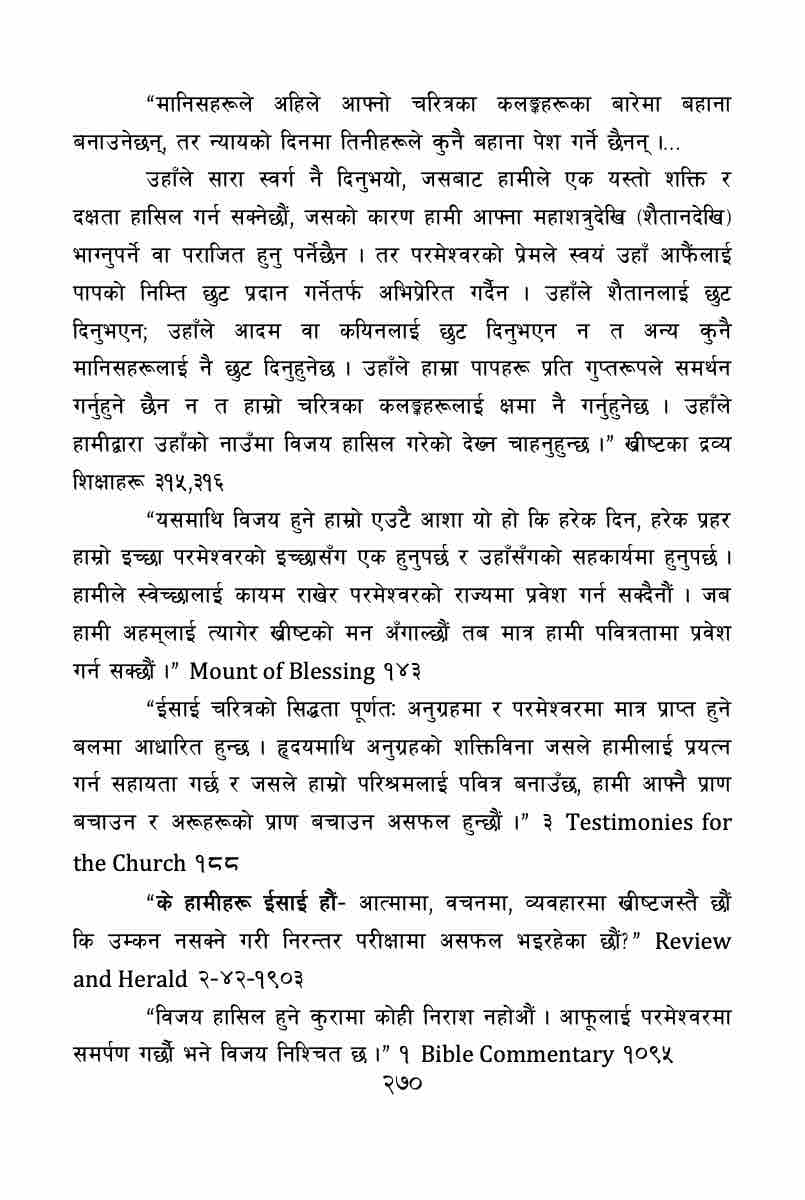 “मानिसहरूले अहिले आफ्नो चरित्रका कलङ्कहरूका बारेमा बहाना
बनाउनेछन्, तर न्यायको दिनमा तिनीहरूले कुनै बहाना पेश गर्ने छैनन् ।...
उहाँले सारा स्वर्ग नै दिनुभयो, जसबाट हामीले एक यस्तो शक्ति र
दक्षता हासिल गर्न सक्नेछौं, जसको कारण हामी आफ्ना महाशत्रुदेखि (शैतानदेखि)
भाग्नुपर्ने वा पराजित हुनु पर्नेछैन । तर परमेश्वरको प्रेमले स्वयं उहाँ आफैंलाई
पापको निम्ति छुट प्रदान गर्नेतर्फ अभिप्रेरित गर्दैन । उहाँले शैतानलाई छुट
दिनुभएन; उहाँले आदम वा कयिनलाई छुट दिनुभएन न त अन्य कुनै
मानिसहरूलाई नै छुट दिनुहुनेछ । उहाँले हाम्रा पापहरू प्रति गुप्तरूपले समर्थन
गर्नुहुने छैन न त हाम्रो चरित्रका कलङ्कहरूलाई क्षमा नै गर्नुहुनेछ । उहाँले
हामीद्वारा उहाँको नाउँमा विजय हासिल गरेको देख्न चाहनुहुन्छ ।” ख्रीष्टका द्रव्य
शिक्षाहरू ३१५,३१६
“यसमाथि विजय हुने हाम्रो एउटै आशा यो हो कि हरेक दिन, हरेक प्रहर
हाम्रो इच्छा परमेश्वरको इच्छासँग एक हुनुपर्छ र उहाँसँगको सहकार्यमा हुनुपर्छ ।
हामीले स्वेच्छालाई कायम राखेर परमेश्वरको राज्यमा प्रवेश गर्न सक्दैनौं । जब
हामी अहम्‌लाई त्यागेर ख्रीष्टको मन अँगाल्छौं तब मात्र हामी पवित्रतामा प्रवेश
गर्न सक्छौं ।” Mount of Blessing १४३
“ईसाई चरित्रको सिद्धता पूर्णतः अनुग्रहमा र परमेश्वरमा मात्र प्राप्त हुने
बलमा आधारित हुन्छ । हृदयमाथि अनुग्रहको शक्तिविना जसले हामीलाई प्रयत्न
गर्न सहायता गर्छ र जसले हाम्रो परिश्रमलाई पवित्र बनाउँछ, हामी आफ्नै प्राण
बचाउन र अरूहरूको प्राण बचाउन असफल हुन्छौं ।” ३ Testimonies for
the Church १८८
“के हामीहरू ईसाई हौं- आत्मामा, वचनमा, व्यवहारमा ख्रीष्टजस्तै छौं
कि उम्कन नसक्ने गरी निरन्तर परीक्षामा असफल भइरहेका छौं?” Review
and Herald २-४२-१९०३
“विजय हासिल हुने कुरामा कोही निराश नहोऔं । आफूलाई परमेश्वरमा
समर्पण गर्छौं भने विजय निश्चित छ ।” १ Bible Commentary १०९५
२७०